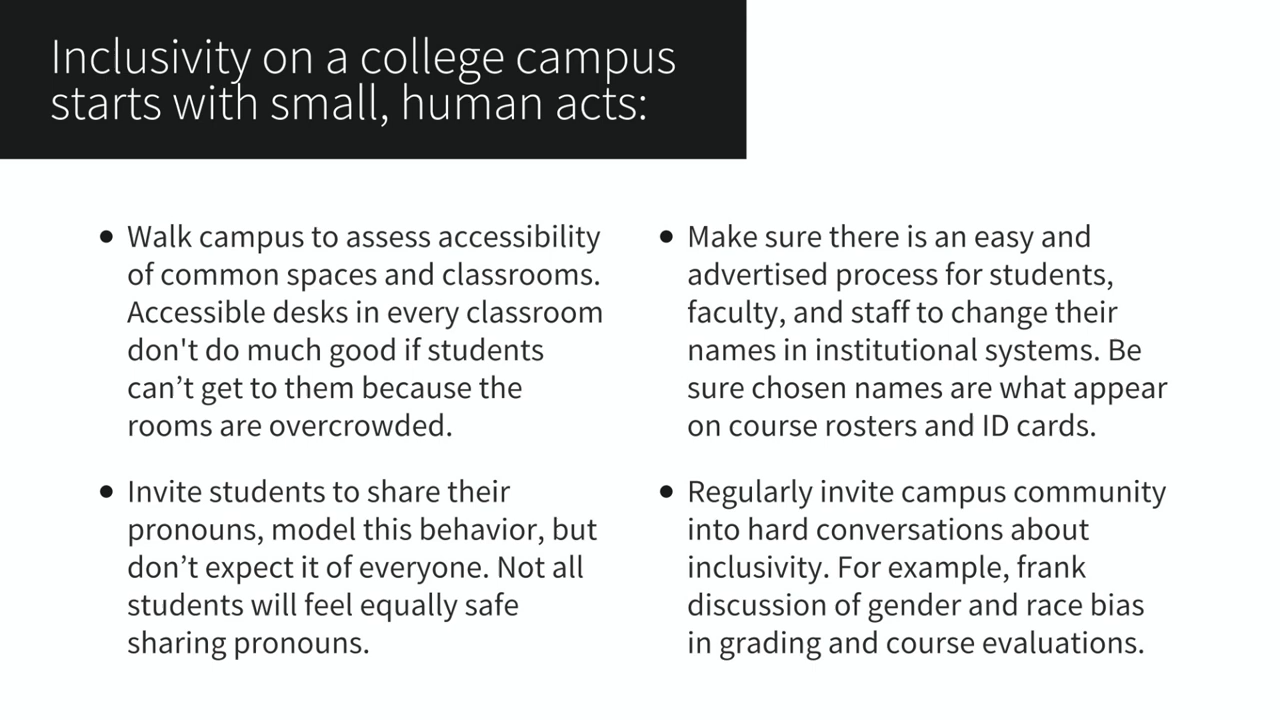 Inclusivity on a college campus
starts with small, human acts:
• Walk campus to assess accessibility
of common spaces and classrooms.
Accessible desks in every classroom
don't do much good if students
can’t get to them because the
rooms are overcrowded.
• Invite students to share their
pronouns, model this behavior, but
don’t expect it of everyone. Not all
students will feel equally safe
sharing pronouns.
• Make sure there is an easy and
advertised process for students,
faculty, and staff to change their
names in institutional systems. Be
sure chosen names are what appear
on course rosters and ID cards.
• Regularly invite campus community
into hard conversations about
inclusivity. For example, frank
discussion of gender and race bias
in grading and course evaluations.